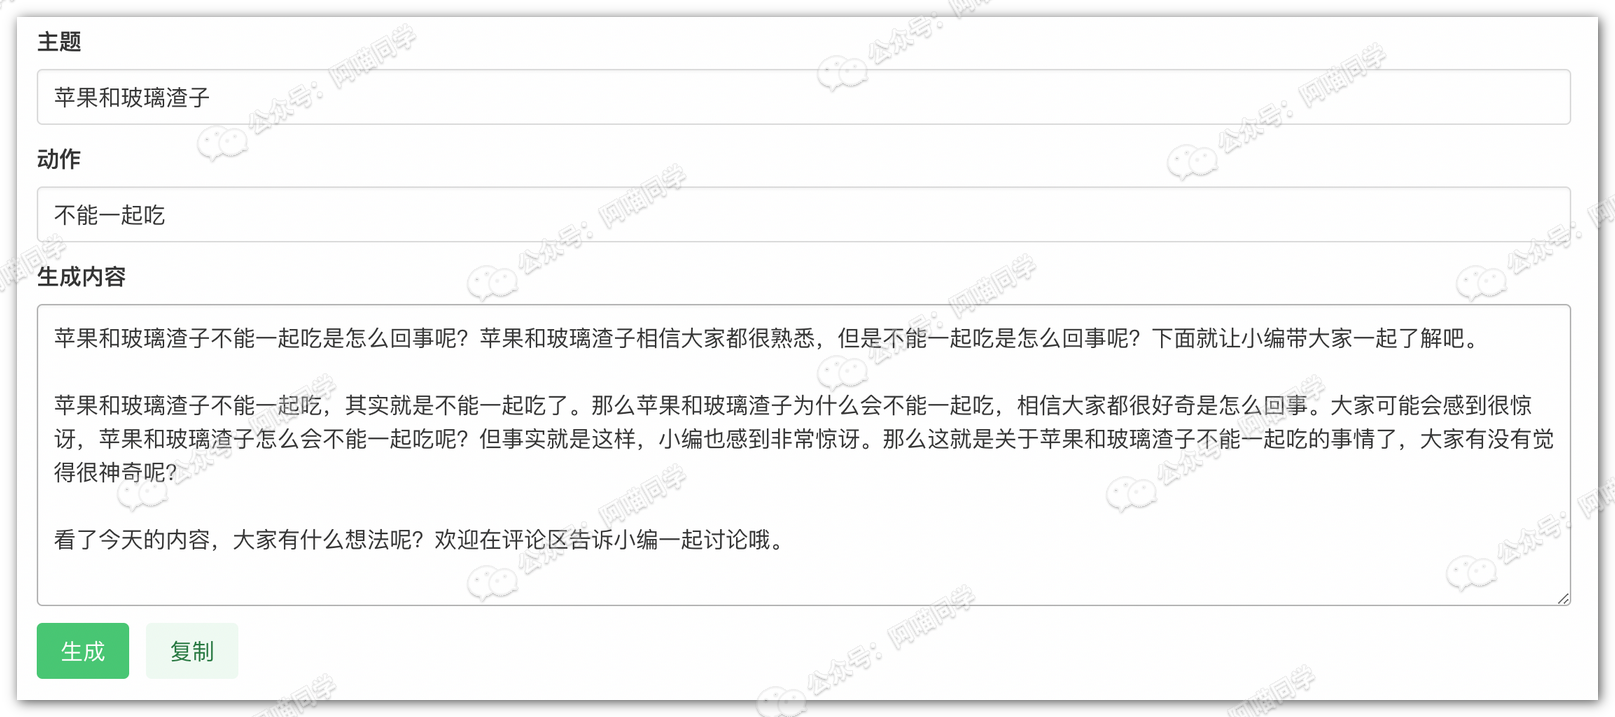 主题
苹果和玻璃渣子
动作
不能一起吃
生成内容
苹果和玻璃渣子不能一起吃是怎么回事呢？苹果和玻璃渣子相信大家都很熟悉，但是不能一起吃是怎么回事呢？下面就让小编带大家一起了解吧。
苹果和玻璃渣子不能一起吃，其实就是不能一起吃了。那么苹果和玻璃渣子为什么会不能一起吃，相信大家都很好奇是怎么回事。大家可能会感到很惊
讶，苹果和玻璃渣子怎么会不能一起吃呢？但事实就是这样，小编也感到非常惊讶。那么这就是关于苹果和玻璃渣子不能一起吃的事情了，大家有没有觉
得很神奇呢？
看了今天的内容，大家有什么想法呢？欢迎在评论区告诉小编一起讨论哦。
生成 复制
公众号：阿喵同学